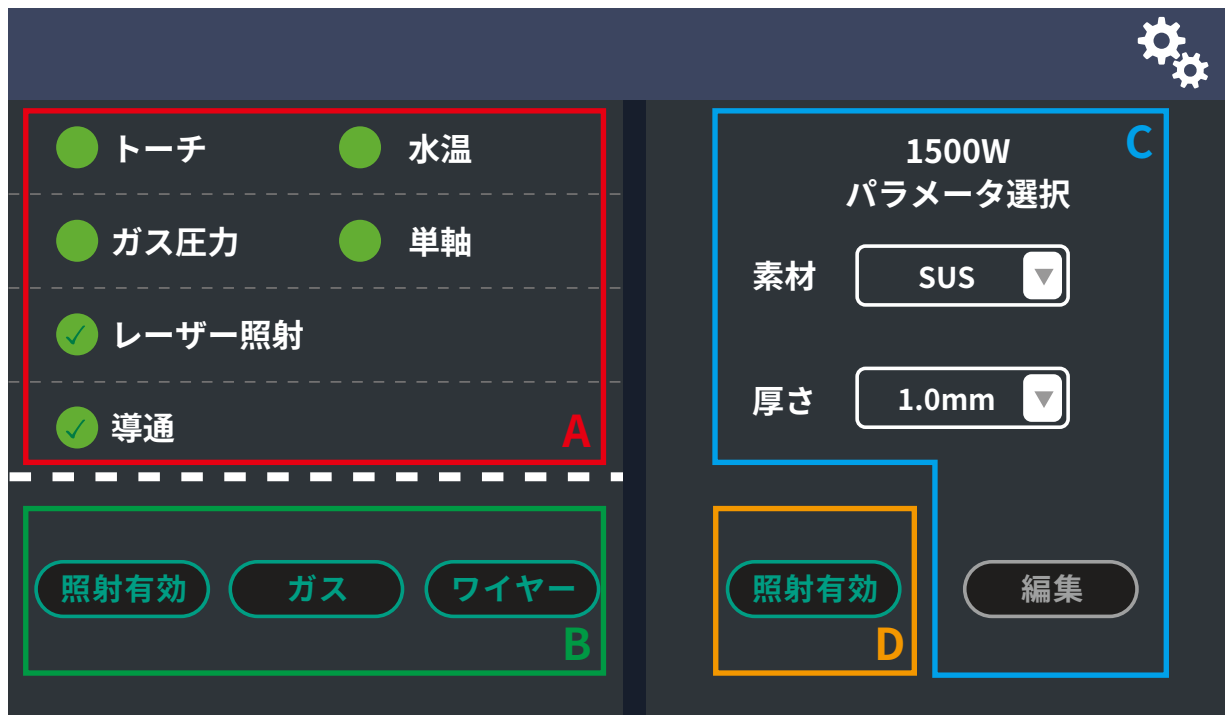 トーチ
水温
ガス圧力
単軸
レーザー照射
導通
A
照射有効
ガス
ワイヤー
B
1500W
パラメータ選択
C
素材
SUS
厚さ
1.0mm
照射有効
D
編集